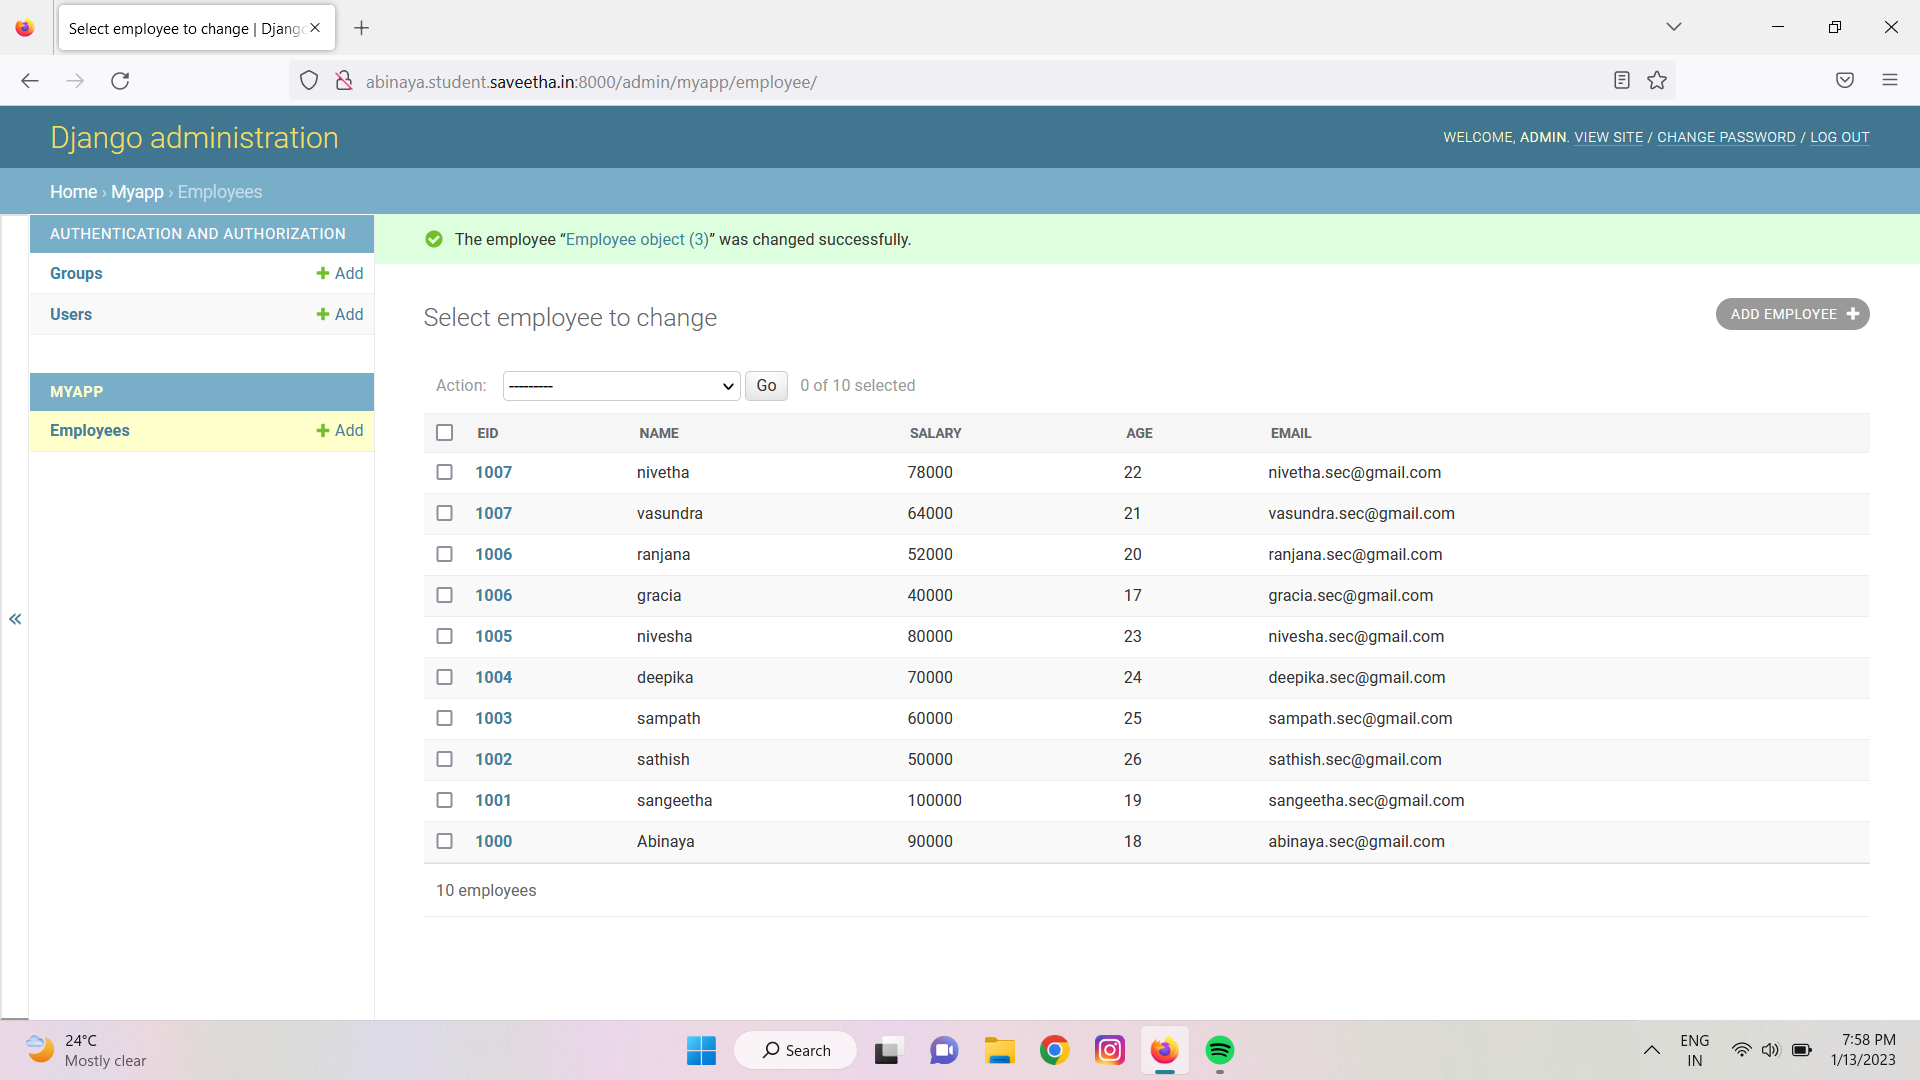 Select employee to change | Djang
abinaya.student.saveetha.in:8000/admin/myapp/employee/
Django administration
WELCOME, ADMIN. VIEW SITE / CHANGE PASSWORD / LOG OUT
Home › Myapp › Employees
AUTHENTICATION AND AUTHORIZATION
Groups Add
Users Add
MYAPP
Employees Add
«
The employee “Employee object (3)” was changed successfully.
Select employee to change
ADD EMPLOYEE
Action: --------- Go 0 of 10 selected
EID NAME SALARY AGE EMAIL
1007 nivetha 78000 22 nivetha.sec@gmail.com
1007 vasundra 64000 21 vasundra.sec@gmail.com
1006 ranjana 52000 20 ranjana.sec@gmail.com
1006 gracia 40000 17 gracia.sec@gmail.com
1005 nivesha 80000 23 nivesha.sec@gmail.com
1004 deepika 70000 24 deepika.sec@gmail.com
1003 sampath 60000 25 sampath.sec@gmail.com
1002 sathish 50000 26 sathish.sec@gmail.com
1001 sangeetha 100000 19 sangeetha.sec@gmail.com
1000 Abinaya 90000 18 abinaya.sec@gmail.com
10 employees
24°C
Mostly clear
Search
ENG
IN
7:58 PM
1/13/2023